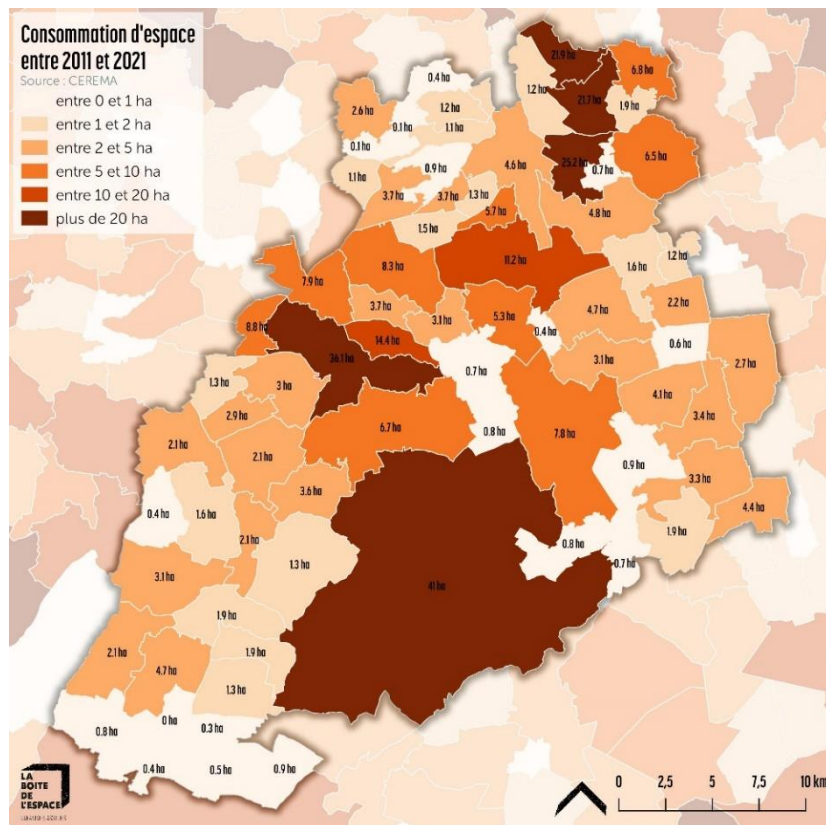 Consommation d'espace
entre 2011 et 2021
Source : CEREMA
entre 0 et 1 ha
entre 1 et 2 ha
entre 2 et 5 ha
entre 5 et 10 ha
entre 10 et 20 ha
plus de 20 ha
21.9 ha
6.8 ha
0.4 ha
1.2 ha
21.7 ha
1.9 ha
2.6 ha
1.2 ha
0.1 ha
1.1 ha
0.1 ha
25.2 ha
0.7 ha
6.5 ha
4.6 ha
0.9 ha
1.1 ha
3.7 ha
3.7 ha
1.3 ha
5.7 ha
4.8 ha
1.5 ha
1.2 ha
11.2 ha
8.3 ha
1.6 ha
7.9 ha
2.2 ha
3.7 ha
4.7 ha
5.3 ha
3.1 ha
8.8 ha
0.4 ha
14.4 ha
0.6 ha
36.1 ha
3.1 ha
2.7 ha
0.7 ha
1.3 ha
3 ha
4.1 ha
3.4 ha
2.9 ha
6.7 ha
0.8 ha
7.8 ha
2.1 ha
2.1 ha
0.9 ha
3.3 ha
3.6 ha
4.4 ha
0.4 ha
1.6 ha
1.9 ha
2.1 ha
0.8 ha
1.3 ha
0.7 ha
3.1 ha
41 ha
1.9 ha
2.1 ha
1.9 ha
4.7 ha
1.3 ha
0 ha
0.8 ha
0.3 ha
0.4 ha
0.5 ha
0.9 ha
LA
BOITE
DE
L'ESPACE
0 2,5 5 7,5 10 km